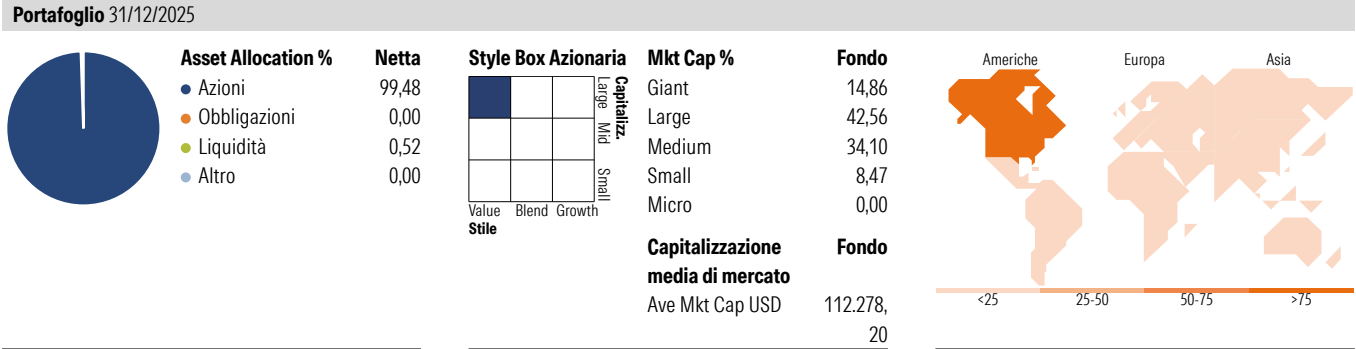 Portafoglio 31/12/2025
Asset Allocation % Netta
Azioni 99,48
Obbligazioni 0,00
Liquidità 0,52
Altro 0,00
Style Box Azionaria
Capitalizz.
Large Mid Small
Value Blend Growth
Stile
Mkt Cap % Fondo
Giant 14,86
Large 42,56
Medium 34,10
Small 8,47
Micro 0,00
Capitalizzazione Fondo
media di mercato
Ave Mkt Cap USD 112.278,
20
Americhe Europa Asia
<25 25-50 50-75 >75